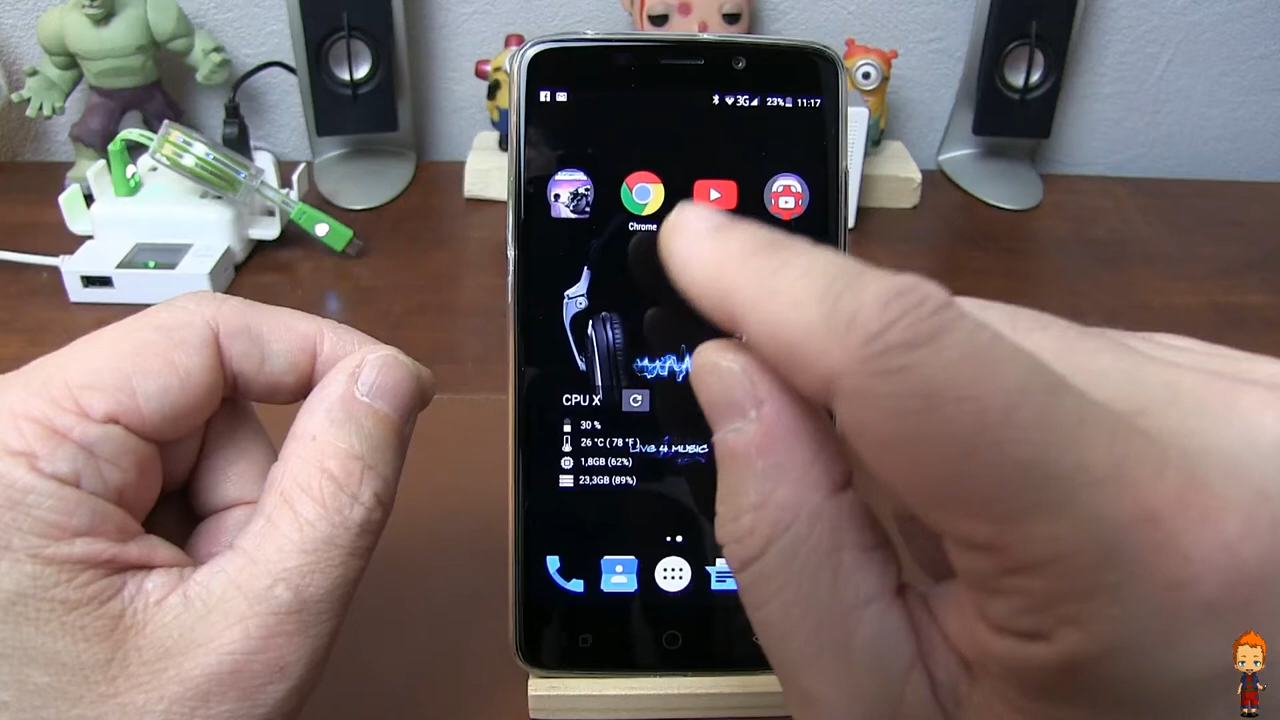 3G 23% 11:17
Chrome
CPU X
30 %
26 °C ( 78 °F )
LIVE 4 MUSIC
1,8GB (62%)
23,3GB (89%)